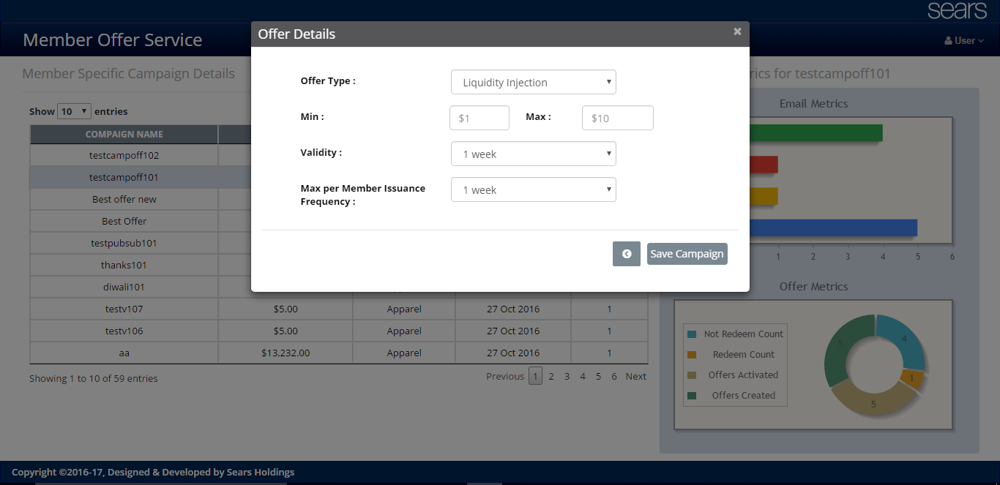 sears
Member Offer Service
User
Member Specific Campaign Details
rics for testcampoff101
Offer Details
×
Offer Type :
Liquidity Injection
Min :
$1
Max :
$10
Validity :
1 week
Max per Member Issuance
Frequency :
1 week
Save Campaign
Show 10 entries
COMPAIGN NAME
testcampoff102
testcampoff101
Best offer new
Best Offer
testpubsub101
thanks101
diwali101
testv107 $5.00 Apparel 27 Oct 2016 1
testv106 $5.00 Apparel 27 Oct 2016 1
aa $13,232.00 Apparel 27 Oct 2016 1
Showing 1 to 10 of 59 entries
Previous 1 2 3 4 5 6 Next
Email Metrics
1 2 3 4 5 6
Offer Metrics
Not Redeem Count
Redeem Count
Offers Activated
Offers Created
5 4
1
5
Copyright ©2016-17, Designed & Developed by Sears Holdings